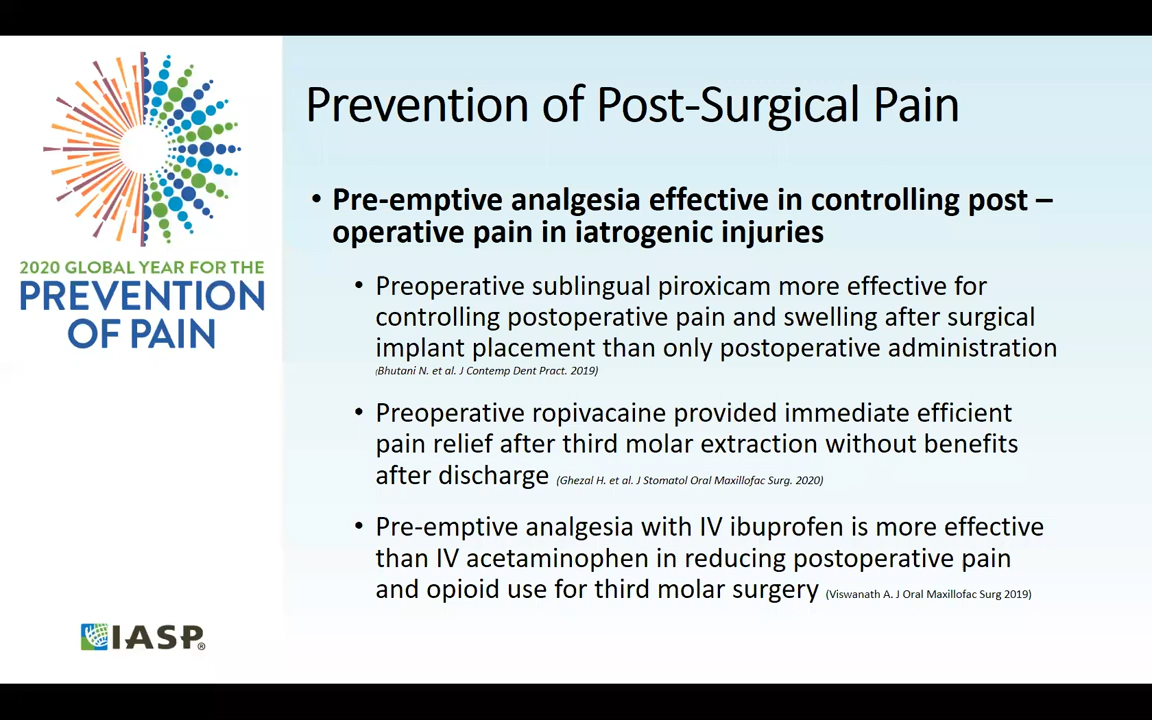 Prevention of Post-Surgical Pain
• Pre-emptive analgesia effective in controlling post –
operative pain in iatrogenic injuries
• Preoperative sublingual piroxicam more effective for
controlling postoperative pain and swelling after surgical
implant placement than only postoperative administration
(Bhutani N. et al. J Contemp Dent Pract. 2019)
• Preoperative ropivacaine provided immediate efficient
pain relief after third molar extraction without benefits
after discharge (Ghezal H. et al. J Stomatol Oral Maxillofac Surg. 2020)
• Pre-emptive analgesia with IV ibuprofen is more effective
than IV acetaminophen in reducing postoperative pain
and opioid use for third molar surgery (Viswanath A. J Oral Maxillofac Surg 2019)
2020 GLOBAL YEAR FOR THE
PREVENTION
OF PAIN
IASP®